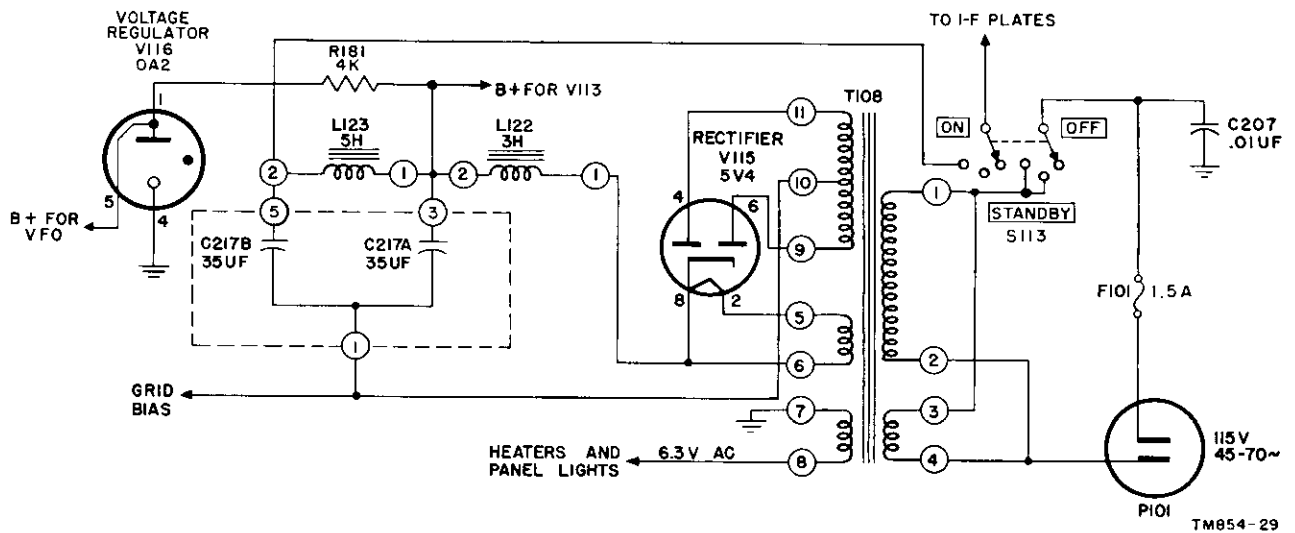 VOLTAGE
REGULATOR
V116
OA2
1
5
4
B+ FOR
VFO
R181
4K
B+ FOR V113
L123
5H
L122
3H
2
1
2
1
5
3
C217B
35UF
C217A
35UF
1
GRID
BIAS
RECTIFIER
V115
5V4
4
6
8
2
T108
11
10
9
5
6
7
8
1
2
3
4
HEATERS AND
PANEL LIGHTS
6.3V AC
TO I-F PLATES
ON
OFF
STANDBY
S113
C207
.01UF
F101
1.5A
115V
45-70~
P101
TM854-29